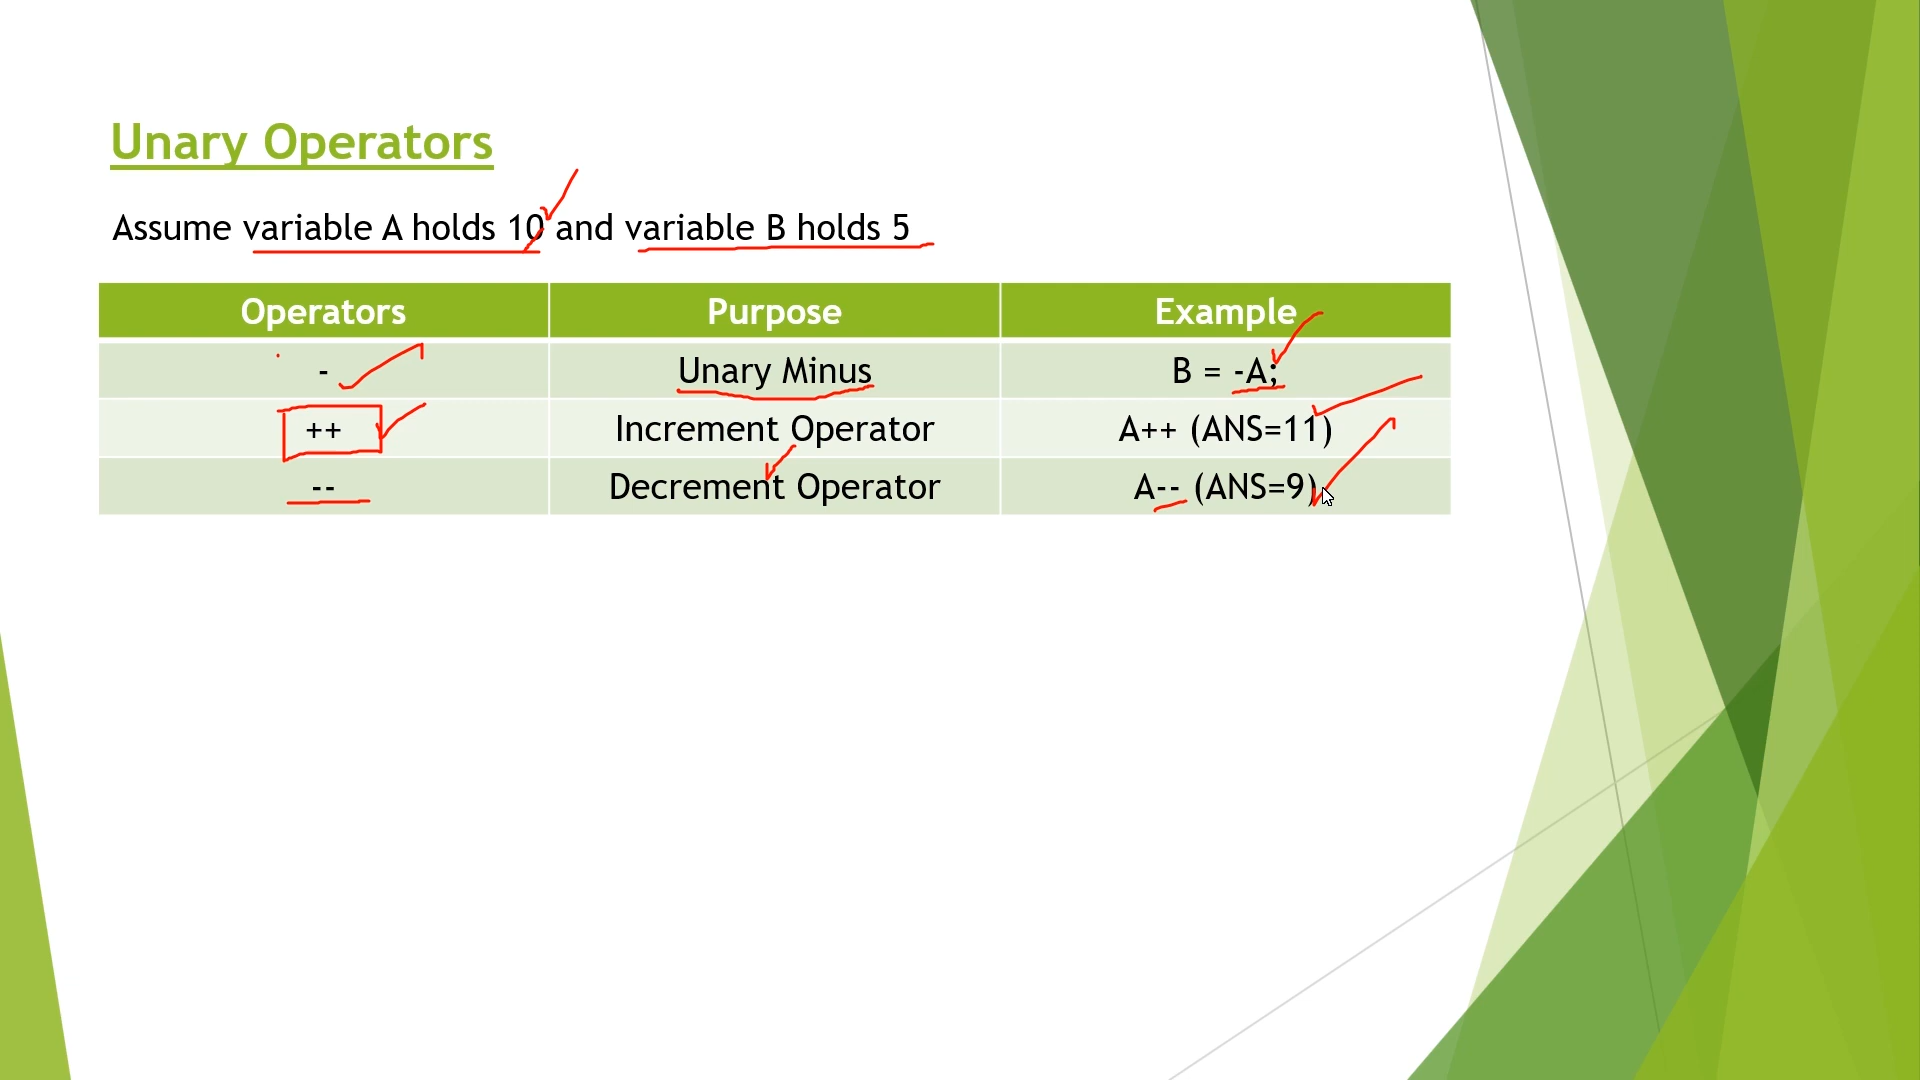 Unary Operators
Assume variable A holds 10 and variable B holds 5
Operators Purpose Example
- Unary Minus B = -A;
++ Increment Operator A++ (ANS=11)
-- Decrement Operator A-- (ANS=9)